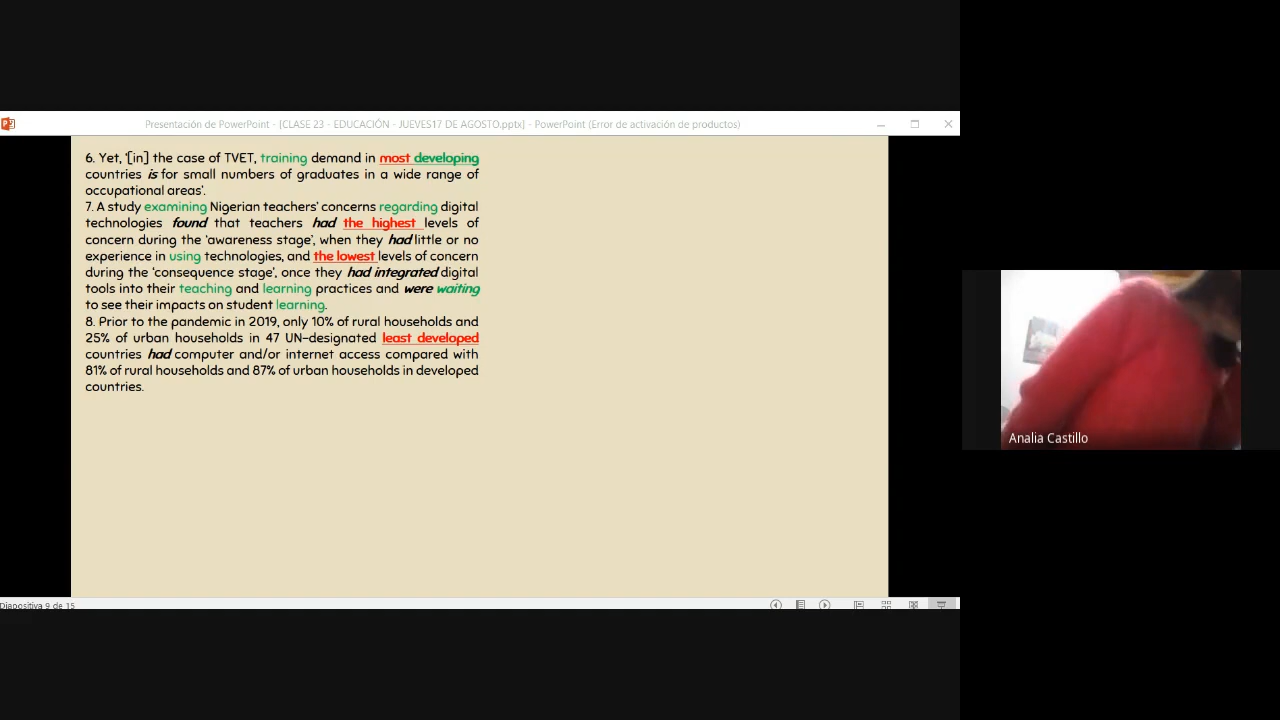 Presentación de PowerPoint - [CLASE 23 - EDUCACIÓN - JUEVES17 DE AGOSTO.pptx] - PowerPoint (Error de activación de productos)
6. Yet, '[in] the case of TVET, training demand in most developing
countries is for small numbers of graduates in a wide range of
occupational areas'.
7. A study examining Nigerian teachers' concerns regarding digital
technologies found that teachers had the highest levels of
concern during the 'awareness stage', when they had little or no
experience in using technologies, and the lowest levels of concern
during the 'consequence stage', once they had integrated digital
tools into their teaching and learning practices and were waiting
to see their impacts on student learning.
8. Prior to the pandemic in 2019, only 10% of rural households and
25% of urban households in 47 UN-designated least developed
countries had computer and/or internet access compared with
81% of rural households and 87% of urban households in developed
countries.
Analia Castillo
Diapositiva 9 de 15